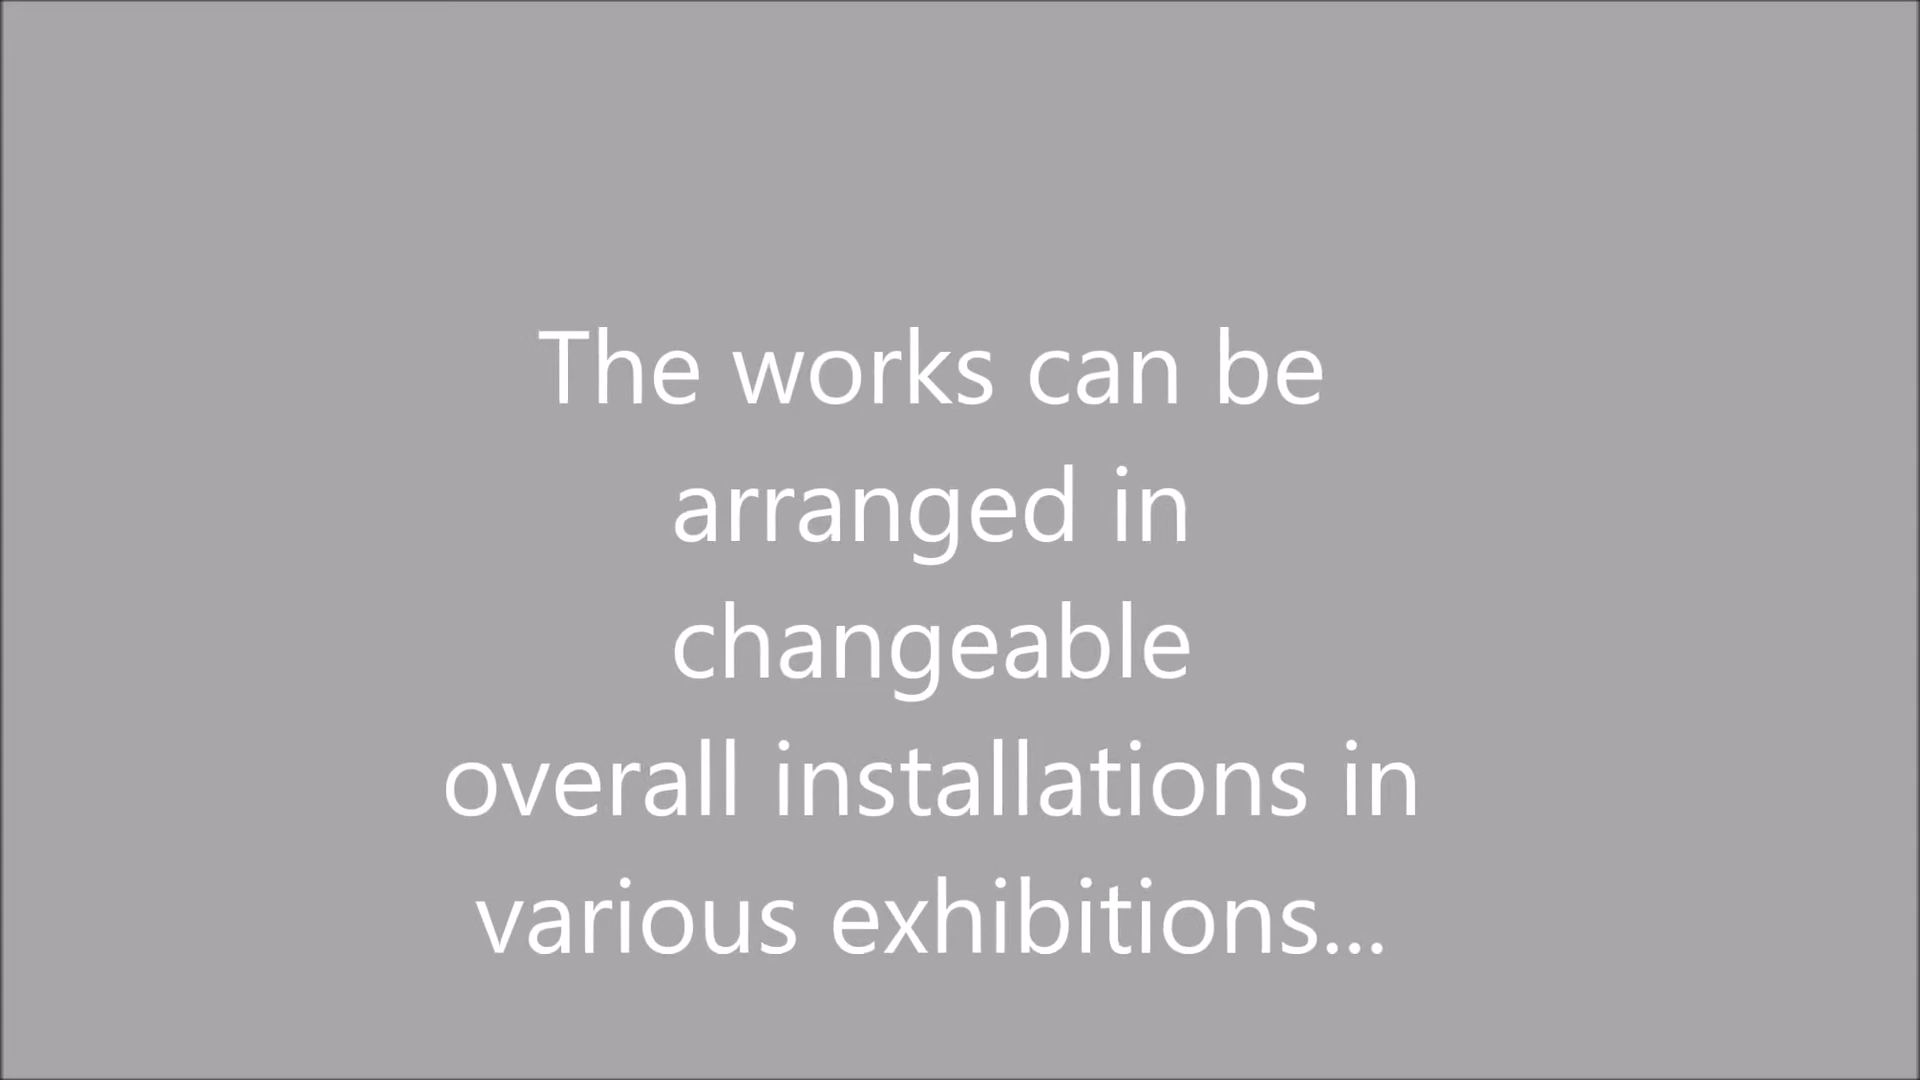 The works can be
arranged in
changeable
overall installations in
various exhibitions...